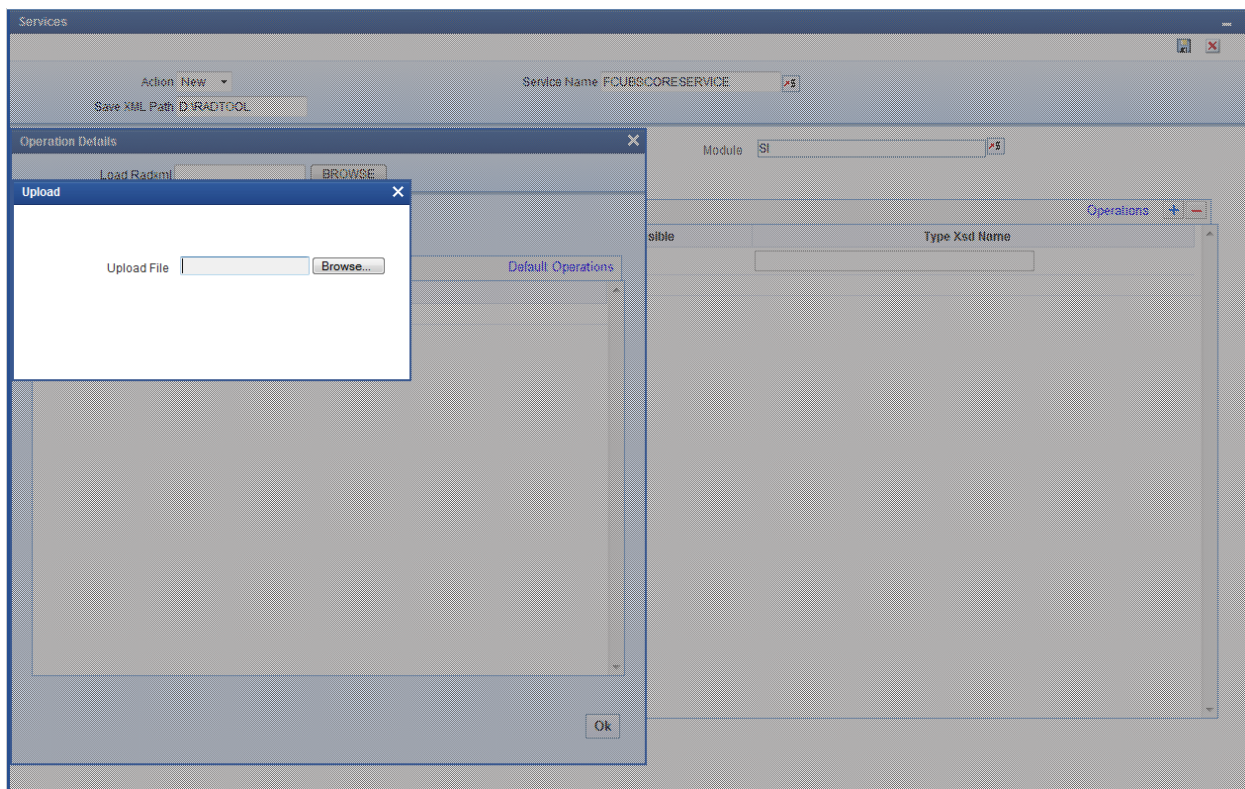 Services
Action New
Service Name FCUBSCORESERVICE
Save XML Path D:\RADTOOL
Operation Details
Module SI
Load Radxml BROWSE
Upload
Operations + −
sible Type Xsd Name
Upload File Browse...
Default Operations
Ok